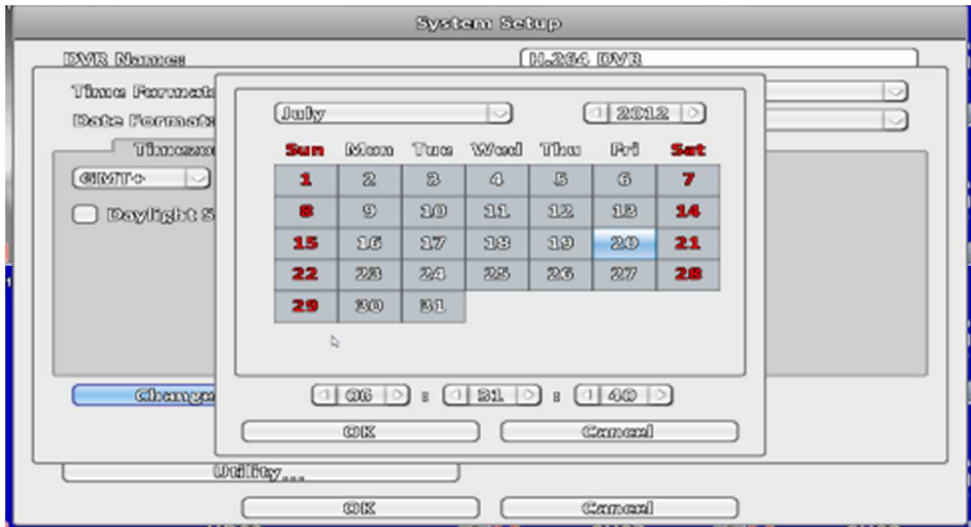 System Setup
DVR Name: H.264 DVR
Time Format:
Date Format:
July 2012
Sun Mon Tue Wed Thu Fri Sat
GMT+
1 2 3 4 5 6 7
Daylight S
8 9 10 11 12 13 14
15 16 17 18 19 20 21
22 23 24 25 26 27 28
29 30 31
Change
06 : 31 : 40
OK Cancel
Utility...
OK Cancel